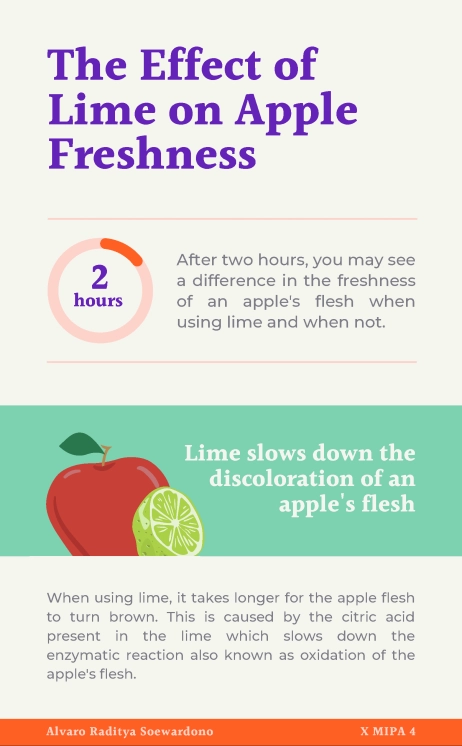 The Effect of
Lime on Apple
Freshness
2
hours
After two hours, you may see
a difference in the freshness
of an apple's flesh when
using lime and when not.
Lime slows down the
discoloration of an
apple's flesh
When using lime, it takes longer for the apple flesh
to turn brown. This is caused by the citric acid
present in the lime which slows down the
enzymatic reaction also known as oxidation of the
apple's flesh.
Alvaro Raditya Soewardono
X MIPA 4